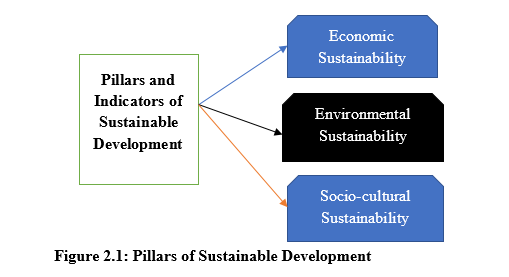 Pillars and
Indicators of
Sustainable
Development
Economic
Sustainability
Environmental
Sustainability
Socio-cultural
Sustainability
Figure 2.1: Pillars of Sustainable Development